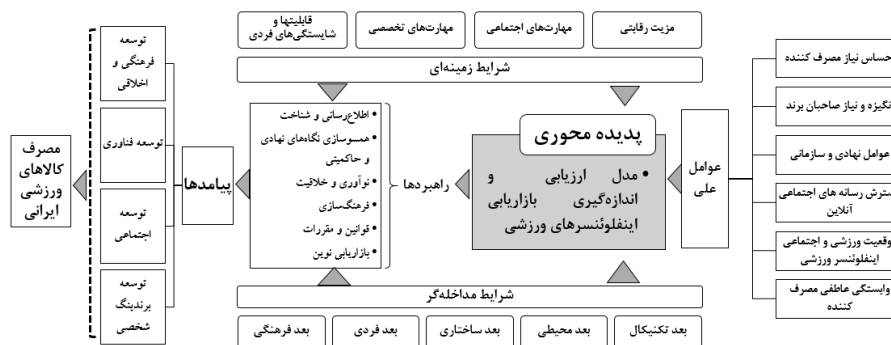 مزیت رقابتی
مهارت‌های اجتماعی
مهارت‌های تخصصی
قابلیتها و
شایستگی‌های فردی
شرایط زمینه‌ای
حساس نیاز مصرف کننده
نگیزه و نیاز صاحبان برند
عوامل نهادی و سازمانی
سترش رسانه های اجتماعی
آنلاین
وقعیت ورزشی و اجتماعی
اینفلوئنسر ورزشی
وابستگی عاطفی مصرف
کننده
عوامل
علی
پدیده محوری
• مدل ارزیابی و
اندازه‌گیری بازاریابی
اینفلوئنسرهای ورزشی
راهبردها
• اطلاع‌رسانی و شناخت
• همسوسازی نگاه‌های نهادی
و حاکمیتی
• نوآوری و خلاقیت
• فرهنگ‌سازی
• قوانین و مقررات
• بازاریابی نوین
پیامدها
توسعه
فرهنگی و
اخلاقی
توسعه فناوری
توسعه
اجتماعی
توسعه
برندینگ
شخصی
مصرف
کالاهای
ورزشی
ایرانی
شرایط مداخله‌گر
بعد تکنیکال
بعد محیطی
بعد ساختاری
بعد فردی
بعد فرهنگی